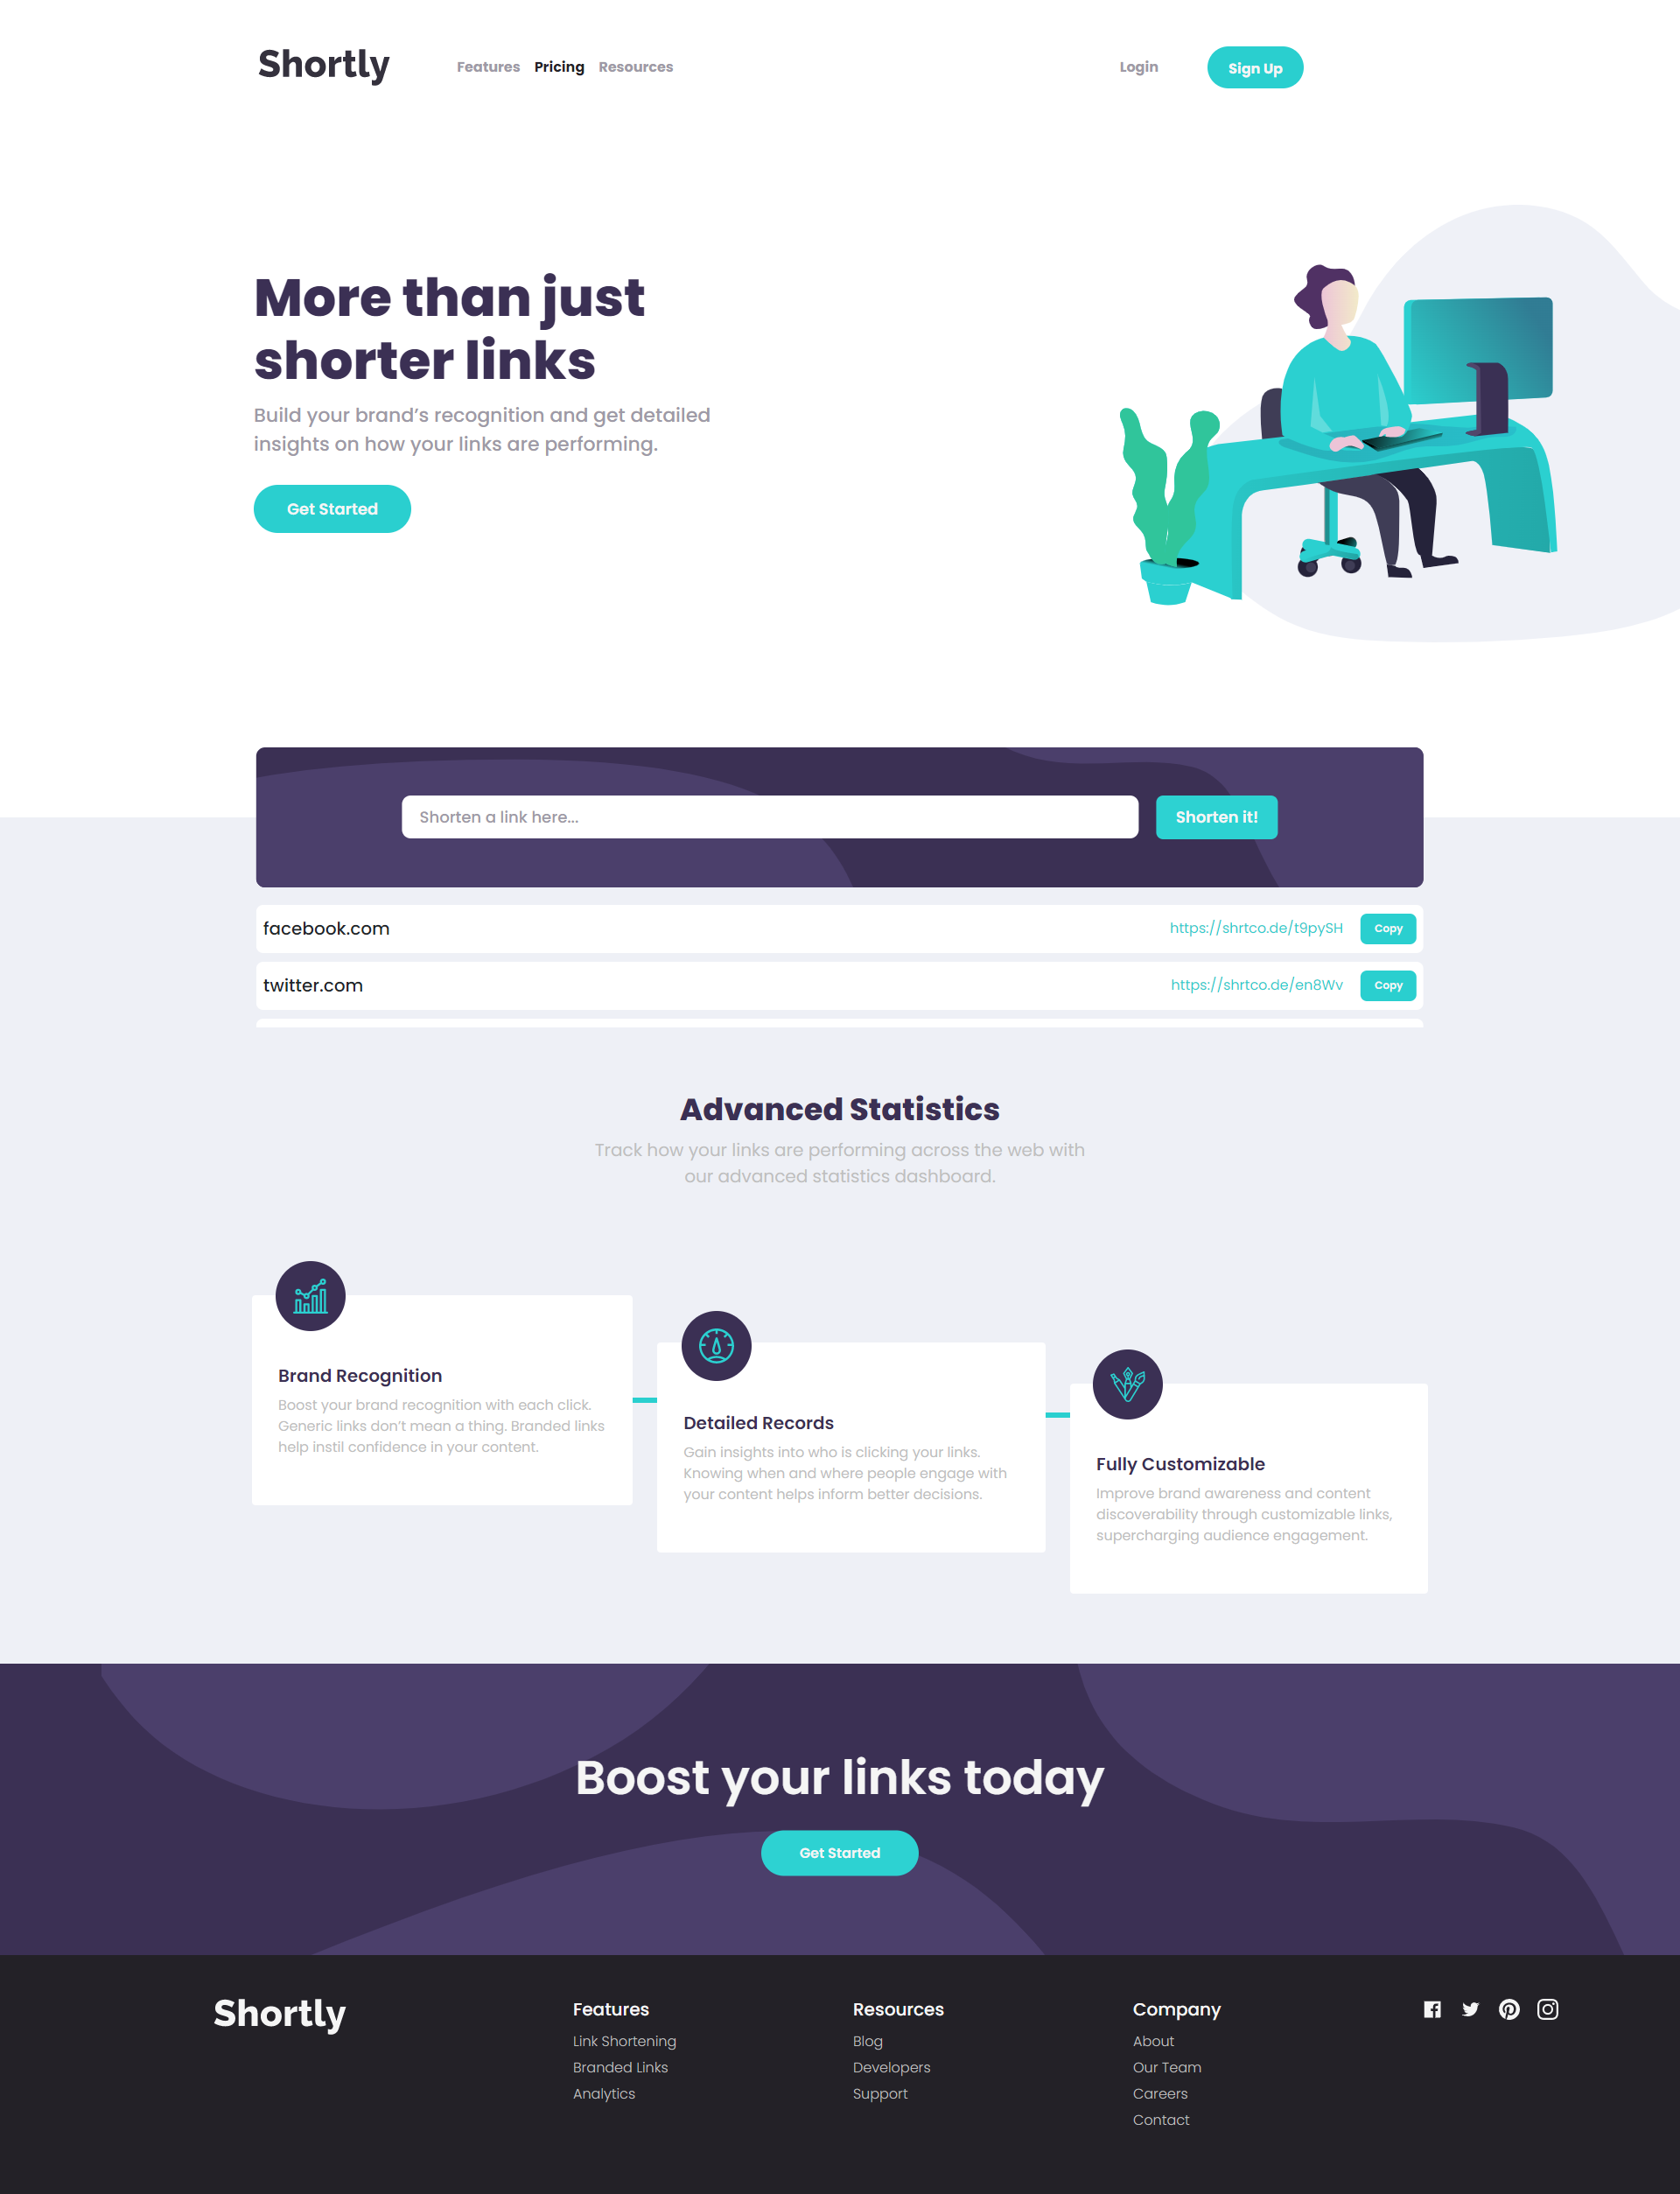 Shortly
Features Pricing Resources
Login
Sign Up
More than just
shorter links
Build your brand’s recognition and get detailed
insights on how your links are performing.
Get Started
Shorten a link here...
Shorten it!
facebook.com
https://shrtco.de/t9pySH
Copy
twitter.com
https://shrtco.de/en8Wv
Copy
Advanced Statistics
Track how your links are performing across the web with
our advanced statistics dashboard.
Brand Recognition
Boost your brand recognition with each click.
Generic links don’t mean a thing. Branded links
help instil confidence in your content.
Detailed Records
Gain insights into who is clicking your links.
Knowing when and where people engage with
your content helps inform better decisions.
Fully Customizable
Improve brand awareness and content
discoverability through customizable links,
supercharging audience engagement.
Boost your links today
Get Started
Shortly
Features
Link Shortening
Branded Links
Analytics
Resources
Blog
Developers
Support
Company
About
Our Team
Careers
Contact